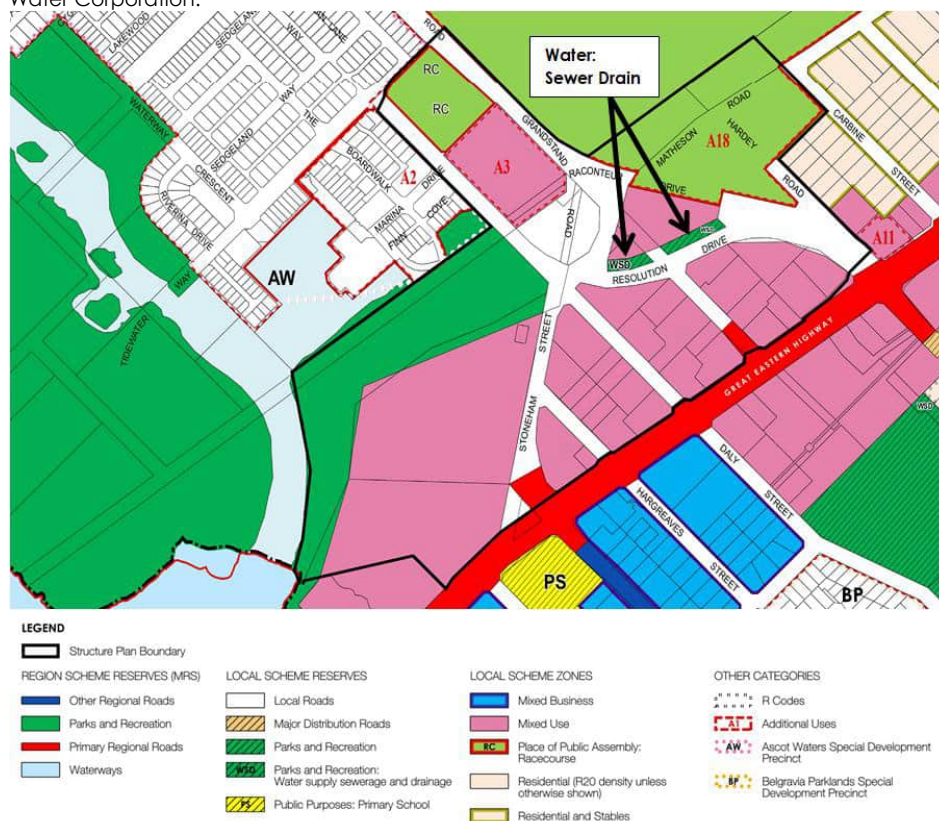 Water Corporation.
LAKEWOOD
SEDGELAND WAY
LANE
ROAD
WATERWAY
SEDGELAND
THE
WAY
CRESCENT
RIVERINA DRIVE
WAY
TIDEWATER
AW
BOARDWALK
A2
DRIVE
MARINA
FINN COVE
RC
RC
A3
GRANDSTAND
ROAD
RACONTEUR
DRIVE
Water:
Sewer Drain
MATHESON ROAD
HARDEY
ROAD
A18
CARBINE
STREET
A11
WSD
WSD
RESOLUTION DRIVE
STONEHAM
STREET
GREAT EASTERN HIGHWAY
WSD
DALY
STREET
HARGREAVES
STREET
PS
BP
LEGEND
Structure Plan Boundary
REGION SCHEME RESERVES (MRS)
Other Regional Roads
Parks and Recreation
Primary Regional Roads
Waterways
LOCAL SCHEME RESERVES
Local Roads
Major Distribution Roads
Parks and Recreation
WSD
Parks and Recreation:
Water supply sewerage and drainage
PS
Public Purposes: Primary School
LOCAL SCHEME ZONES
Mixed Business
Mixed Use
RC
Place of Public Assembly:
Racecourse
Residential (R20 density unless
otherwise shown)
Residential and Stables
OTHER CATEGORIES
R Codes
A1
Additional Uses
AW
Ascot Waters Special Development
Precinct
BP
Belgravia Parklands Special
Development Precinct